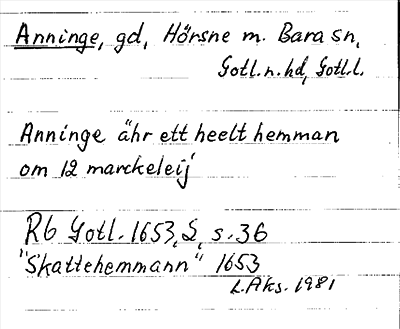 Anninge, gd, Hörsne m. Bara sn,
Gotl. n. hd, Gotl. l.
Anninge ähr ett heelt hemman
om 12 marckeleij
Rb Gotl. 1653, S, s. 36
"Skattehemmann" 1653
L. Aks. 1981